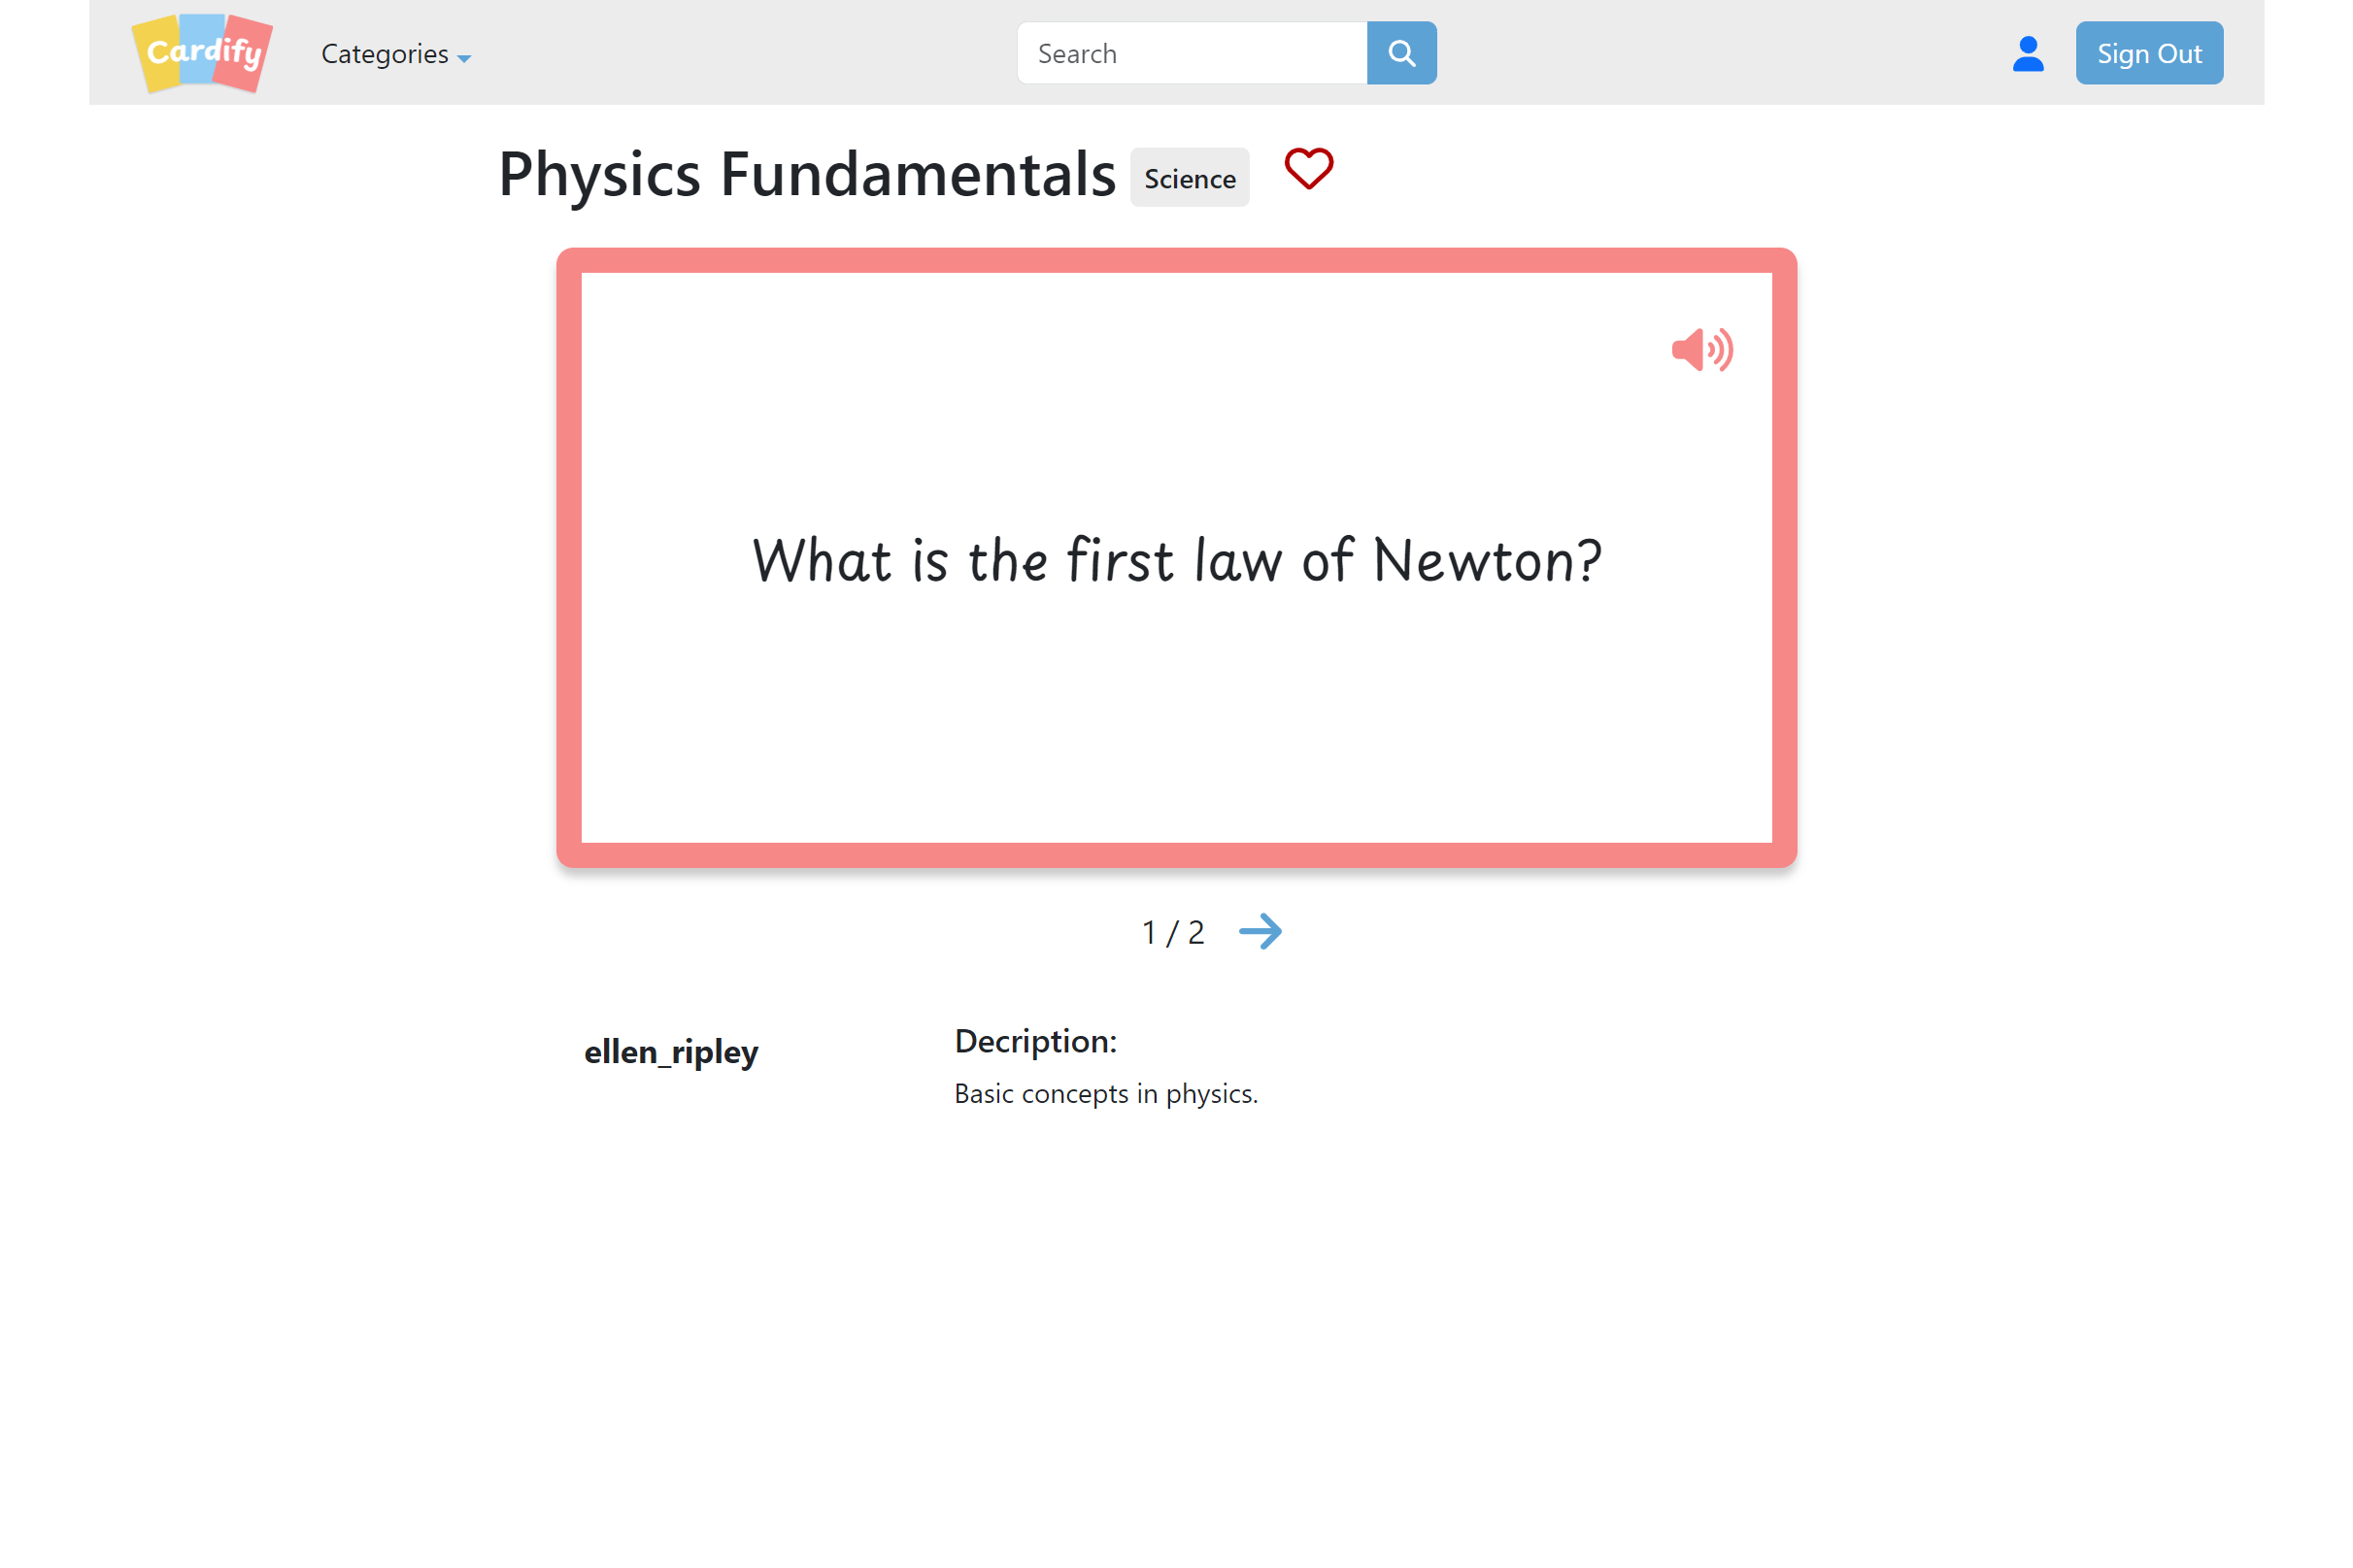 Cardify
Categories
Search
Sign Out
Physics Fundamentals
Science
What is the first law of Newton?
1 / 2
ellen_ripley
Decription:
Basic concepts in physics.